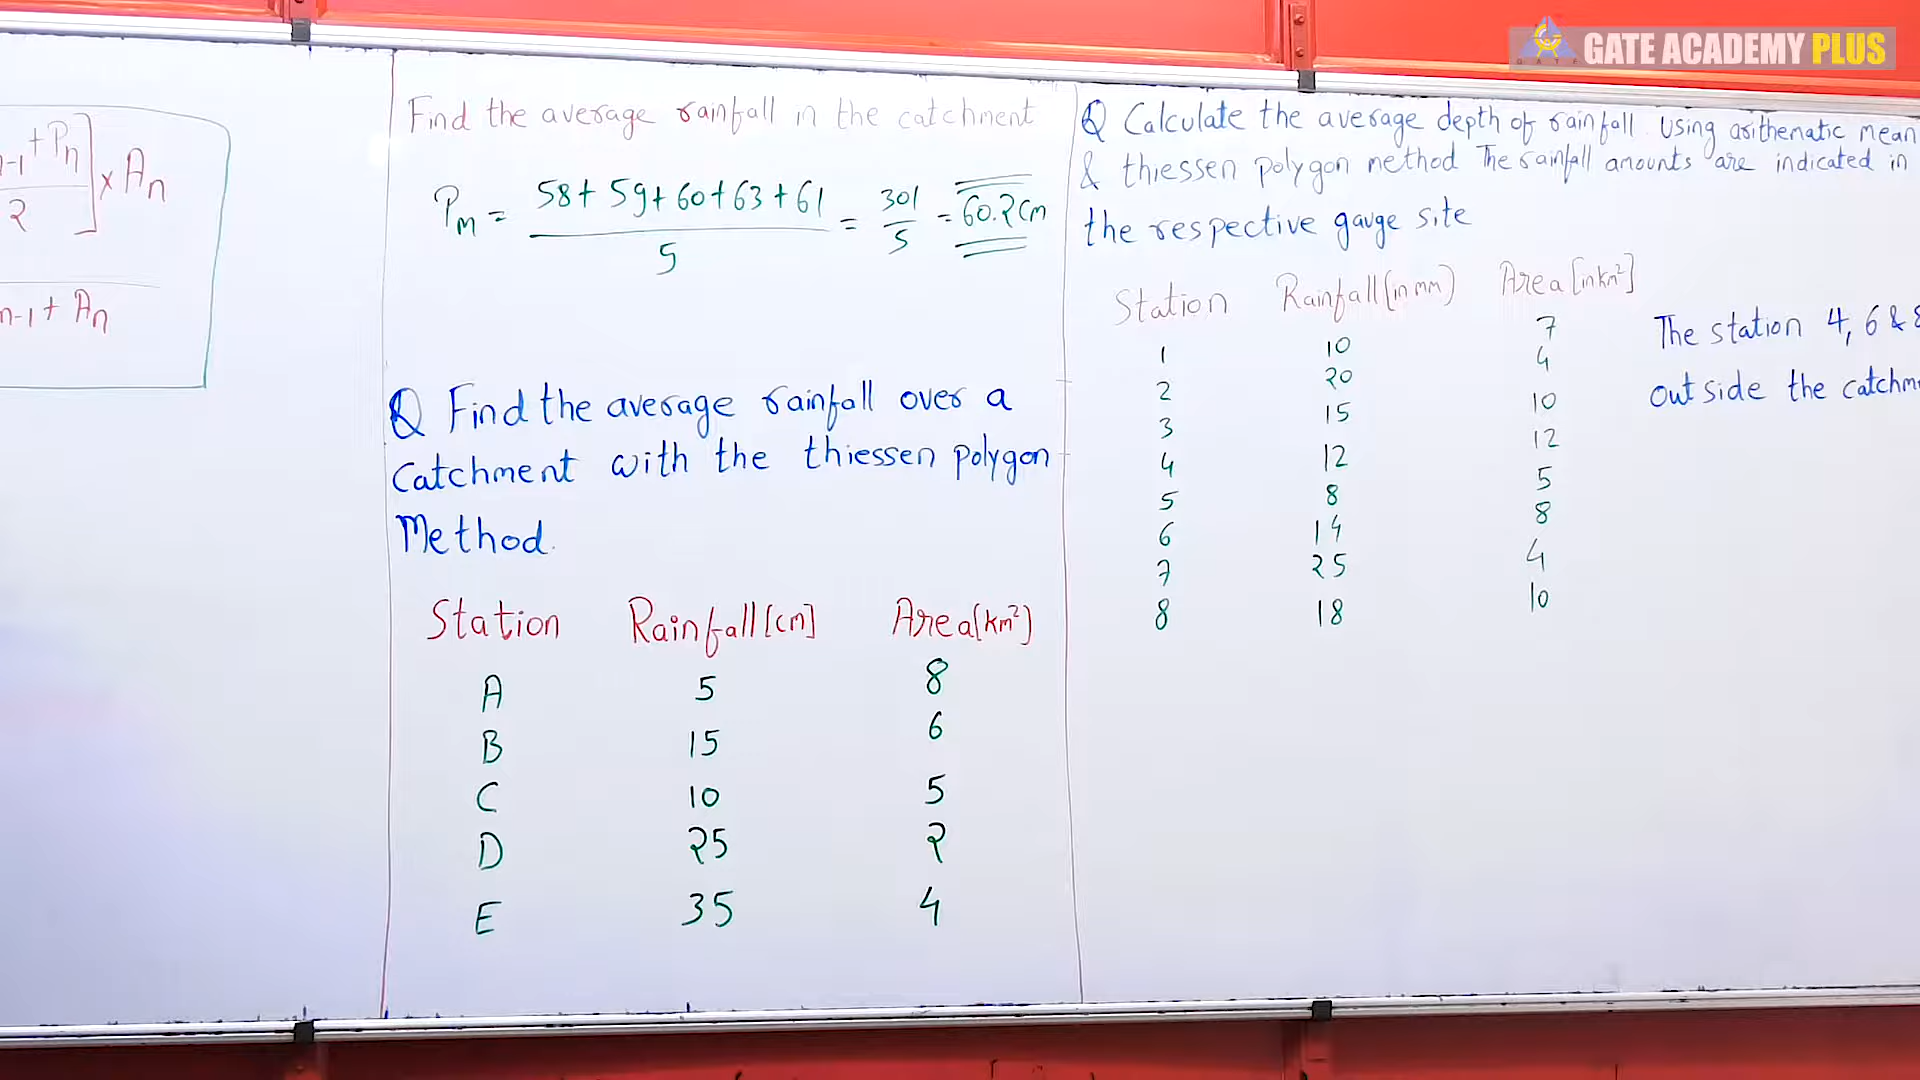 GATE ACADEMY PLUS
n-1 + Pn
2
] x An
n-1 + An
Find the average rainfall in the catchment
PM = 58+59+60+63+61 / 5 = 301 / 5 = 60.2cm
Q Find the average rainfall over a
catchment with the thiessen polygon
Method.
Station Rainfall[cm] Area[km²]
A 5 8
B 15 6
C 10 5
D 25 2
E 35 4
Q Calculate the average depth of rainfall. Using arithematic mean
& thiessen polygon method The rainfall amounts are indicated in
the respective gauge site
Station Rainfall(in mm) Area [in km²]
1 10 7
2 20 4
3 15 10
4 12 12
5 8 5
6 14 8
7 25 4
8 18 10
The station 4, 6 & 8
outside the catchm